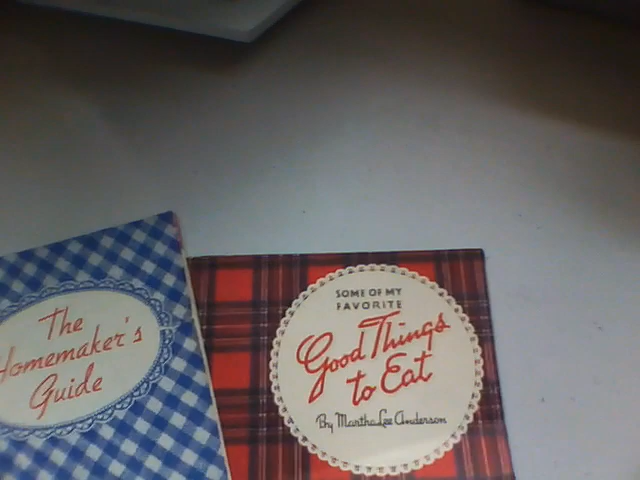 The
Homemaker's
Guide
SOME OF MY
FAVORITE
Good Things
to Eat
By Martha Lee Anderson